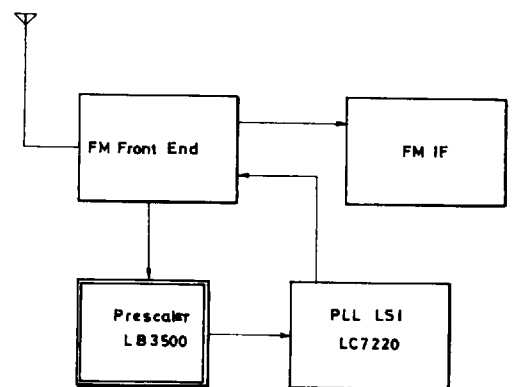 FM Front End
FM IF
Prescaler
LB3500
PLL LSI
LC7220